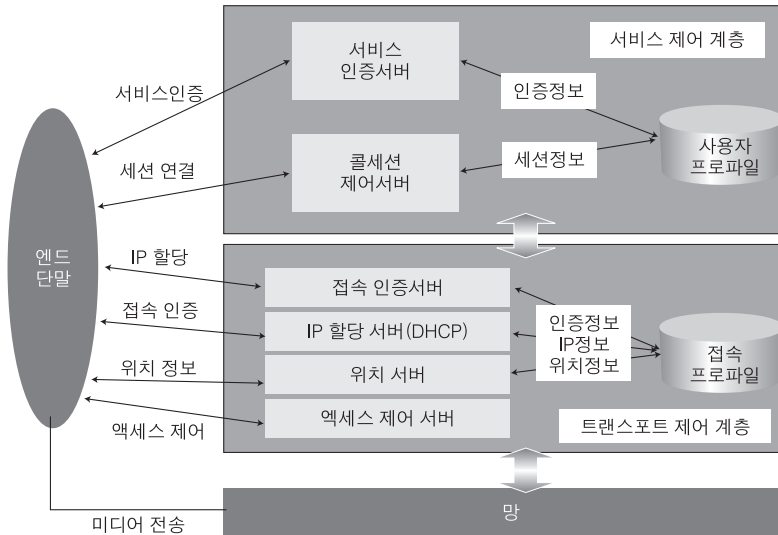 서비스
인증서버
서비스 제어 계층
서비스인증
인증정보
사용자
프로파일
세션 연결
콜세션
제어서버
세션정보
엔드
단말
IP 할당
접속 인증서버
접속 인증
IP 할당 서버(DHCP)
인증정보
IP정보
위치정보
접속
프로파일
위치 정보
위치 서버
액세스 제어
엑세스 제어 서버
트랜스포트 제어 계층
미디어 전송
망